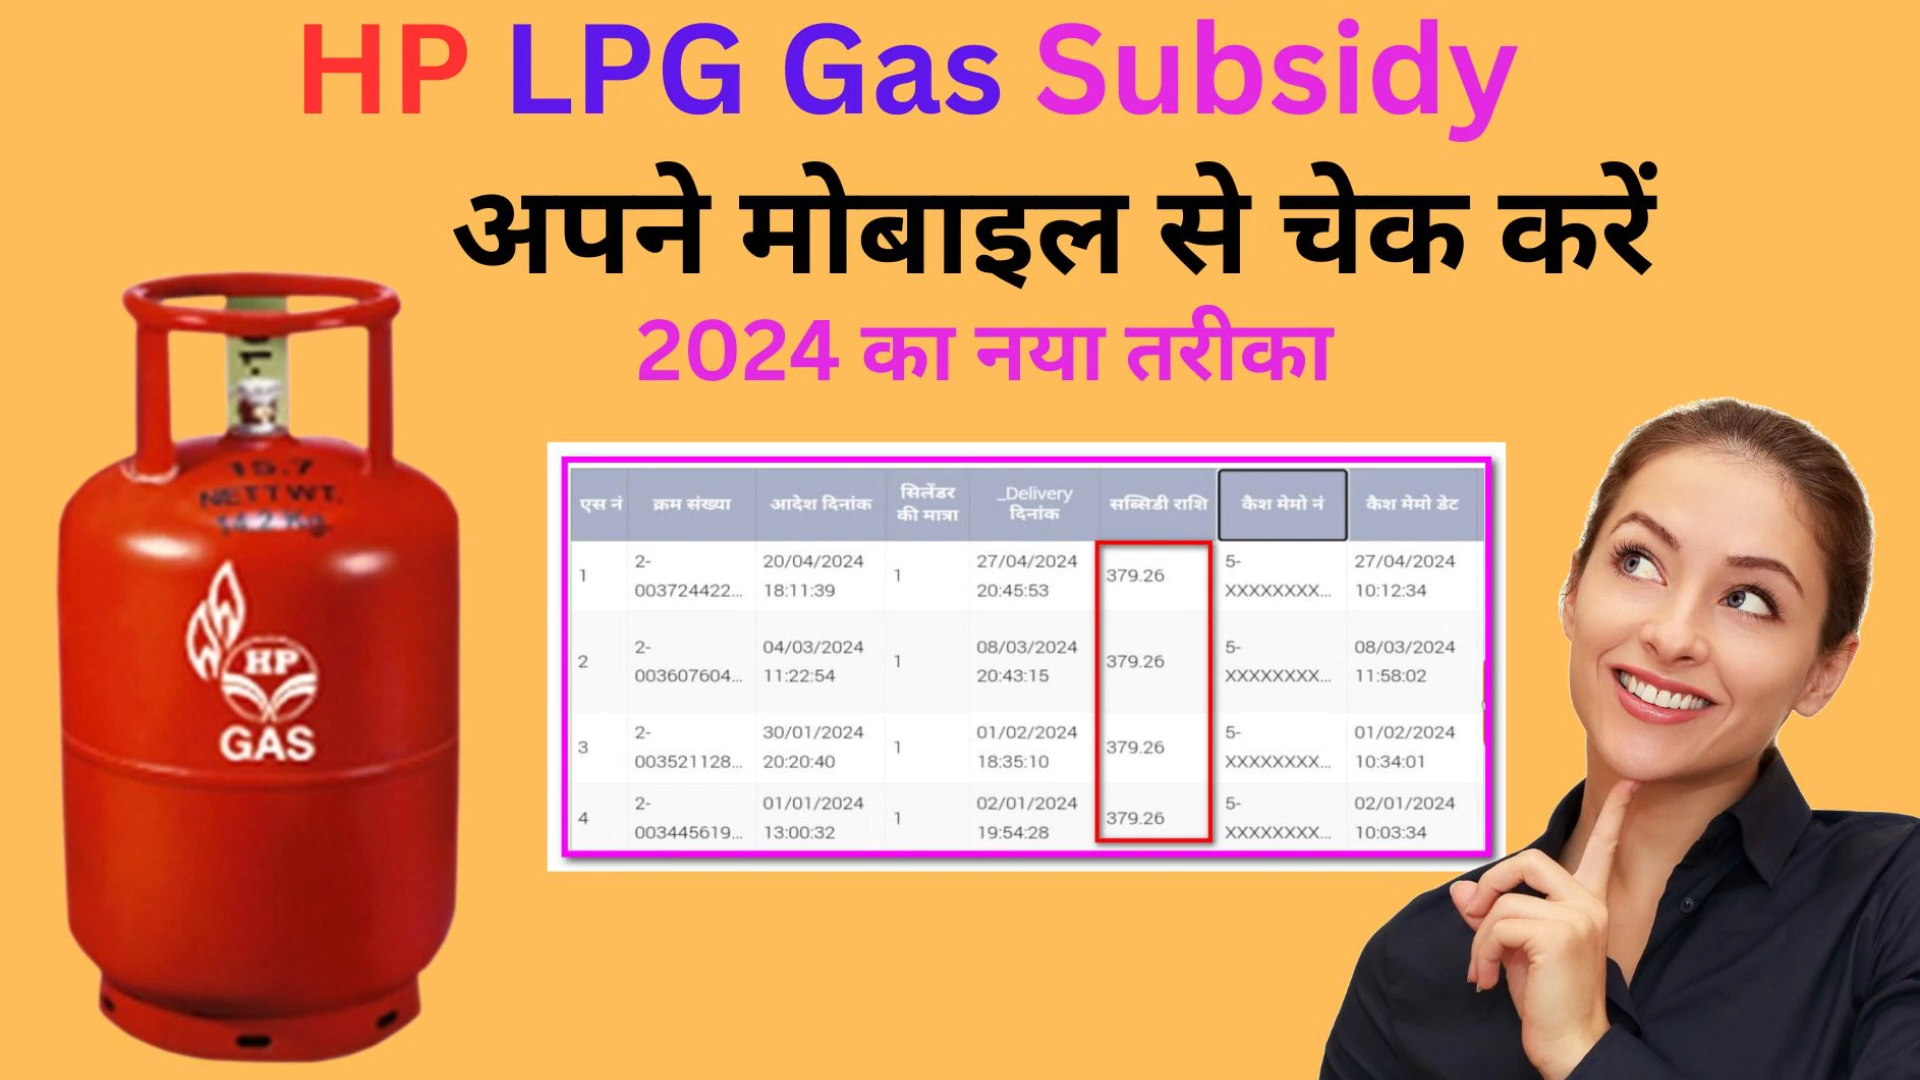 HP LPG Gas Subsidy
अपने मोबाइल से चेक करें
2024 का नया तरीका
15.7
NETT WT.
14.2 Kg
HP
GAS
एस नं क्रम संख्या आदेश दिनांक सिलेंडर की मात्रा _Delivery दिनांक सब्सिडी राशि कैश मेमो नं कैश मेमो डेट
1 2-003724422... 20/04/2024 18:11:39 1 27/04/2024 20:45:53 379.26 5-XXXXXXXX... 27/04/2024 10:12:34
2 2-003607604... 04/03/2024 11:22:54 1 08/03/2024 20:43:15 379.26 5-XXXXXXXX... 08/03/2024 11:58:02
3 2-003521128... 30/01/2024 20:20:40 1 01/02/2024 18:35:10 379.26 5-XXXXXXXX... 01/02/2024 10:34:01
4 2-003445619... 01/01/2024 13:00:32 1 02/01/2024 19:54:28 379.26 5-XXXXXXXX... 02/01/2024 10:03:34